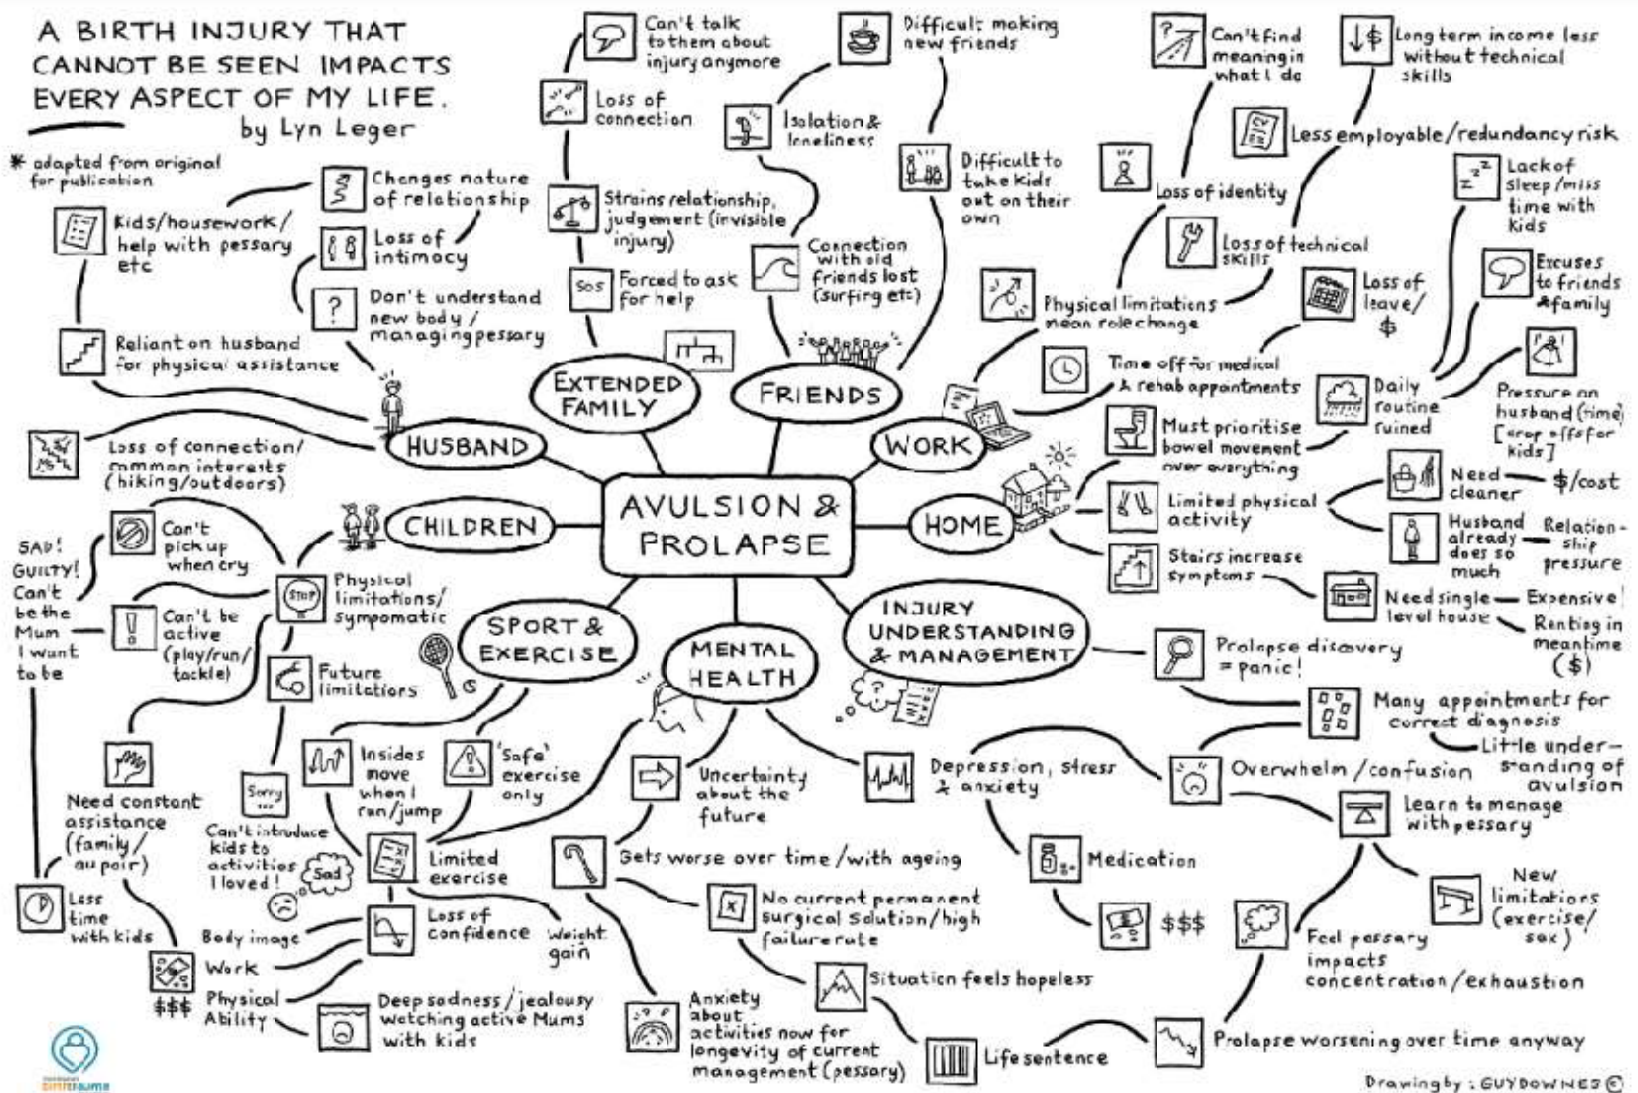 A BIRTH INJURY THAT
CANNOT BE SEEN IMPACTS
EVERY ASPECT OF MY LIFE.
by Lyn Leger
* adapted from original
for publication
Changes nature
of relationship
Kids/housework/
help with pessary
etc
Loss of
intimacy
?
Don't understand
new body /
managing pessary
Reliant on husband
for physical assistance
HUSBAND
Loss of connection/
common interests
(hiking/outdoors)
Can't talk
to them about
injury anymore
Loss of
connection
Strains relationship,
judgement (invisible
injury)
SOS
Forced to ask
for help
EXTENDED
FAMILY
Difficult making
new friends
Isolation &
loneliness
Difficult to
take kids
out on their
own
Connection
with old
friends lost
(surfing etc)
FRIENDS
?
Can't find
meaning in
what I do
$
Long term income less
without technical
skills
CV
Less employable/redundancy risk
Loss of identity
Loss of technical
skills
Physical limitations
mean role change
Loss of
leave/
$
Time off for medical
& rehab appointments
WORK
zzz
Lack of
sleep/miss
time with
kids
Excuses
to friends
& family
Pressure on
husband (time)
[drop offs for
kids]
Daily
routine
ruined
Must prioritise
bowel movement
over everything
HOME
Limited physical
activity
Need
cleaner
$/cost
Husband
already
does so
much
Relation-
ship
pressure
Stairs increase
symptoms
Need single
level house
Expensive!
Renting in
meantime
($)
AVULSION &
PROLAPSE
CHILDREN
Can't
pick up
when cry
SAD!
GUILTY!
Can't
be the
Mum
I want
to be
STOP
Physical
limitations/
sympomatic
!
Can't be
active
(play/run/
tackle)
Future
limitations
Need constant
assistance
(family/
au pair)
Sorry
...
Can't introduce
kids to
activities
I loved!
Sad
Less
time
with kids
$$$
SPORT &
EXERCISE
Insides
move
when I
run/jump
!
'Safe'
exercise
only
Limited
exercise
Loss of
confidence
Weight
gain
Body image
Work
Physical
Ability
Deep sadness/jealousy
watching active Mums
with kids
MENTAL
HEALTH
Uncertainty
about the
future
Gets worse over time/with ageing
No current permanent
surgical solution/high
failure rate
Situation feels hopeless
Life sentence
Prolapse worsening over time anyway
Anxiety
about
activities now for
longevity of current
management (pessary)
Depression, stress
& anxiety
Medication
$$$
INJURY
UNDERSTANDING
& MANAGEMENT
?
Prolapse discovery
= panic!
Many appointments for
correct diagnosis
Little under-
standing of
avulsion
Overwhelm/confusion
Learn to manage
with pessary
New
limitations
(exercise/
sex)
Feel pessary
impacts
concentration/exhaustion
Drawing by: GUY DOWNES ©